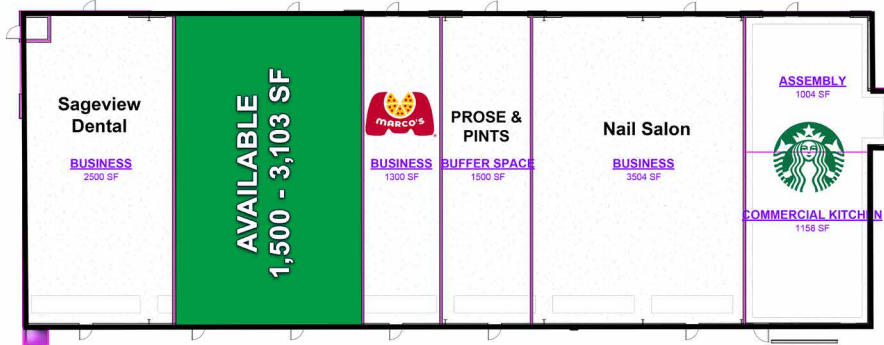 Sageview
Dental
BUSINESS
2500 SF
AVAILABLE
1,500 - 3,103 SF
MARCO'S
BUSINESS
1300 SF
PROSE &
PINTS
BUFFER SPACE
1500 SF
Nail Salon
BUSINESS
3504 SF
ASSEMBLY
1004 SF
COMMERCIAL KITCHEN
1158 SF